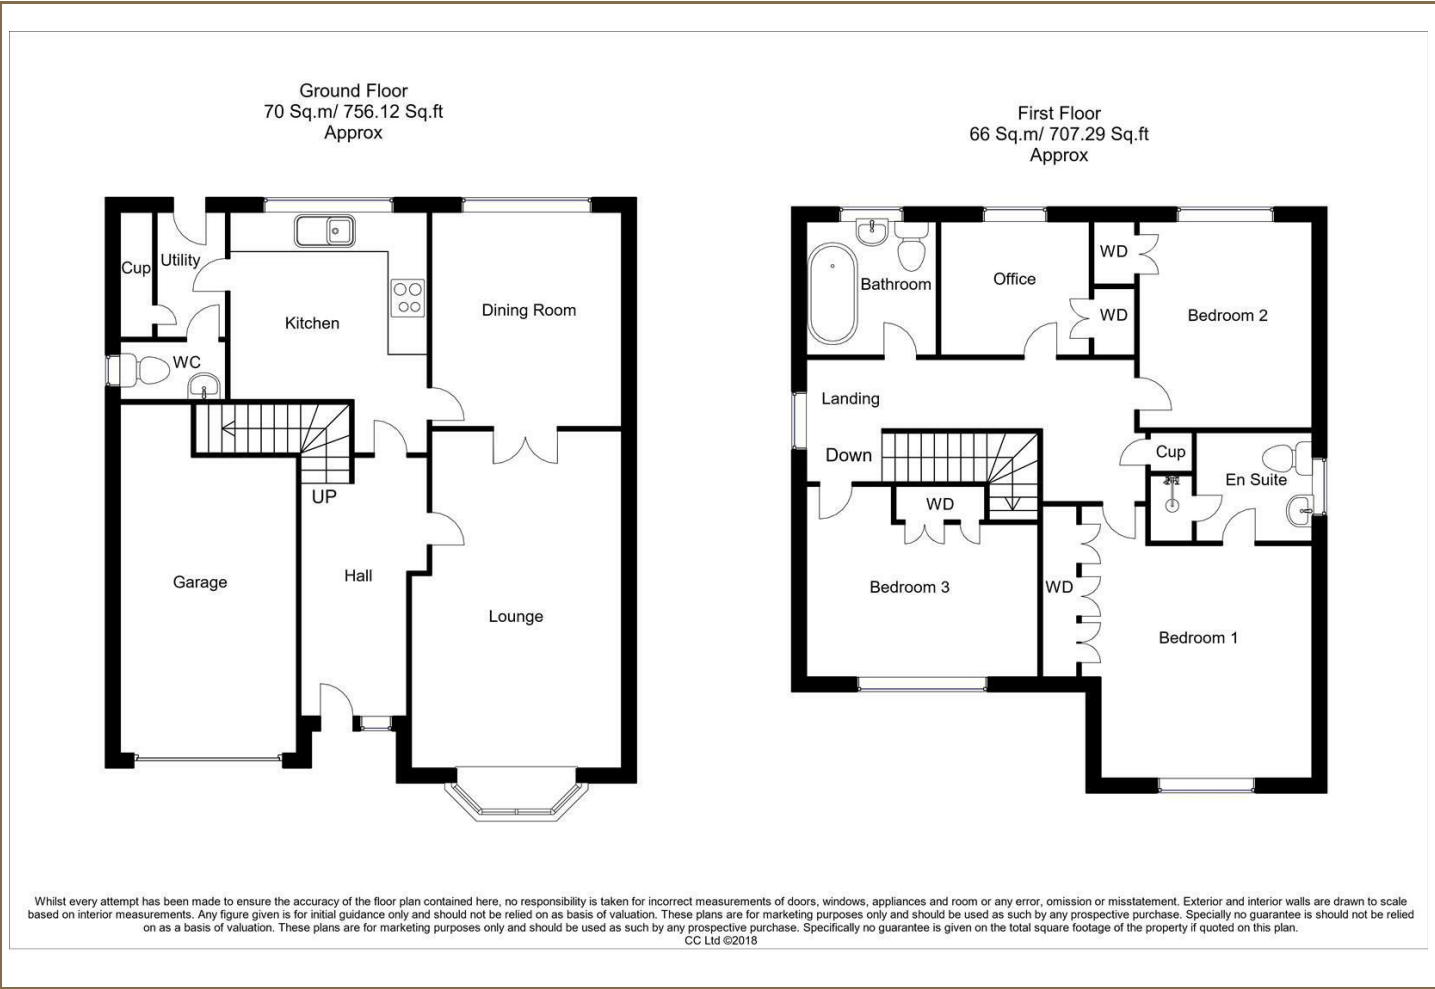 Ground Floor
70 Sq.m/ 756.12 Sq.ft
Approx
First Floor
66 Sq.m/ 707.29 Sq.ft
Approx
Cup
Utility
Kitchen
Dining Room
WC
UP
Garage
Hall
Lounge
Bathroom
Office
WD
WD
Bedroom 2
Landing
Down
Cup
En Suite
WD
Bedroom 3
WD
Bedroom 1
Whilst every attempt has been made to ensure the accuracy of the floor plan contained here, no responsibility is taken for incorrect measurements of doors, windows, appliances and room or any error, omission or misstatement. Exterior and interior walls are drawn to scale
based on interior measurements. Any figure given is for initial guidance only and should not be relied on as basis of valuation. These plans are for marketing purposes only and should be used as such by any prospective purchase. Specially no guarantee is should not be relied
on as a basis of valuation. These plans are for marketing purposes only and should be used as such by any prospective purchase. Specifically no guarantee is given on the total square footage of the property if quoted on this plan.
CC Ltd ©2018